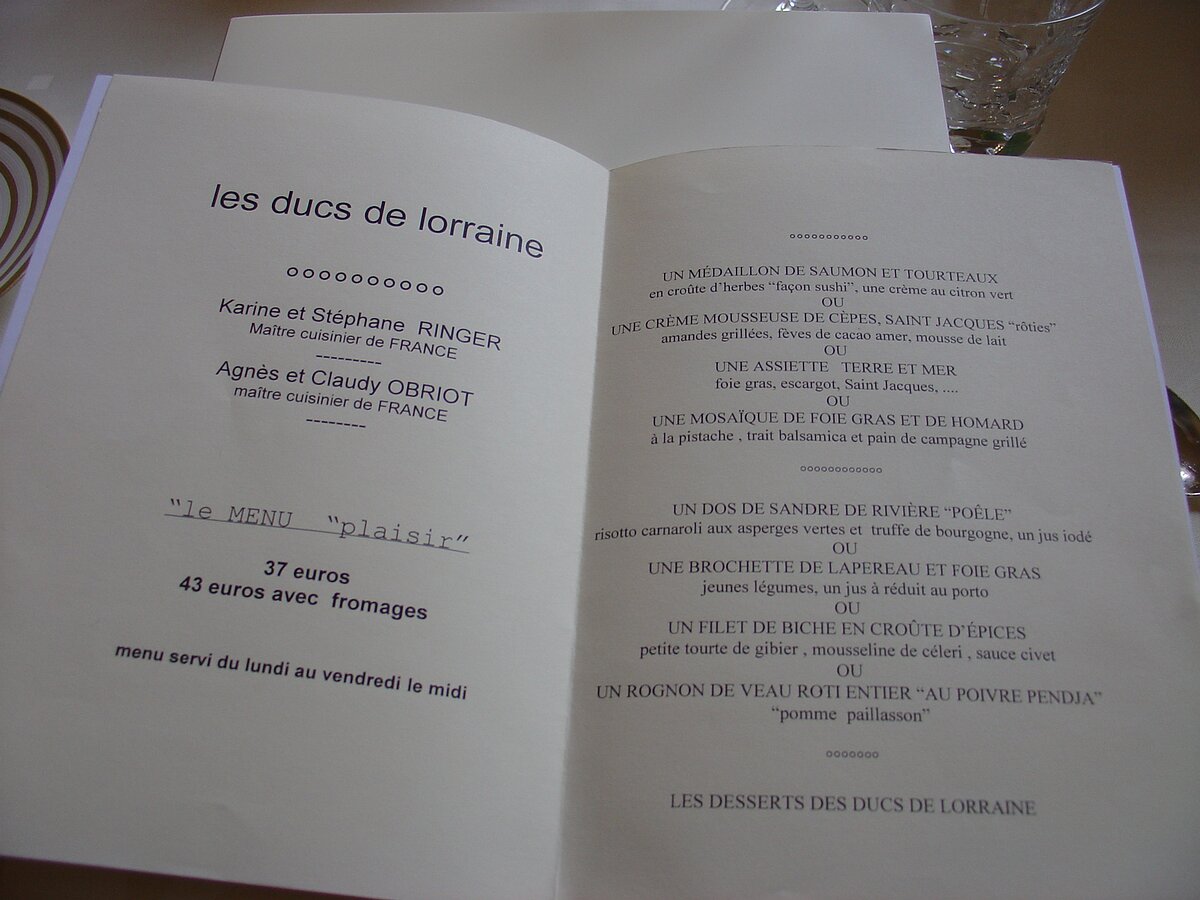 les ducs de lorraine
oooooooooo
Karine et Stéphane RINGER
Maître cuisinier de FRANCE
---------
Agnès et Claudy OBRIOT
maître cuisinier de FRANCE
--------
"le MENU "plaisir"
37 euros
43 euros avec fromages
menu servi du lundi au vendredi le midi
ooooooooooo
UN MÉDAILLON DE SAUMON ET TOURTEAUX
en croûte d'herbes "façon sushi", une crème au citron vert
OU
UNE CRÈME MOUSSEUSE DE CÈPES, SAINT JACQUES "rôties"
amandes grillées, fèves de cacao amer, mousse de lait
OU
UNE ASSIETTE TERRE ET MER
foie gras, escargot, Saint Jacques, ....
OU
UNE MOSAÏQUE DE FOIE GRAS ET DE HOMARD
à la pistache , trait balsamica et pain de campagne grillé
oooooooooooo
UN DOS DE SANDRE DE RIVIÈRE "POÊLE"
risotto carnaroli aux asperges vertes et truffe de bourgogne, un jus iodé
OU
UNE BROCHETTE DE LAPEREAU ET FOIE GRAS
jeunes légumes, un jus à réduit au porto
OU
UN FILET DE BICHE EN CROÛTE D'ÉPICES
petite tourte de gibier , mousseline de céleri , sauce civet
OU
UN ROGNON DE VEAU ROTI ENTIER "AU POIVRE PENDJA"
"pomme paillasson"
ooooooo
LES DESSERTS DES DUCS DE LORRAINE